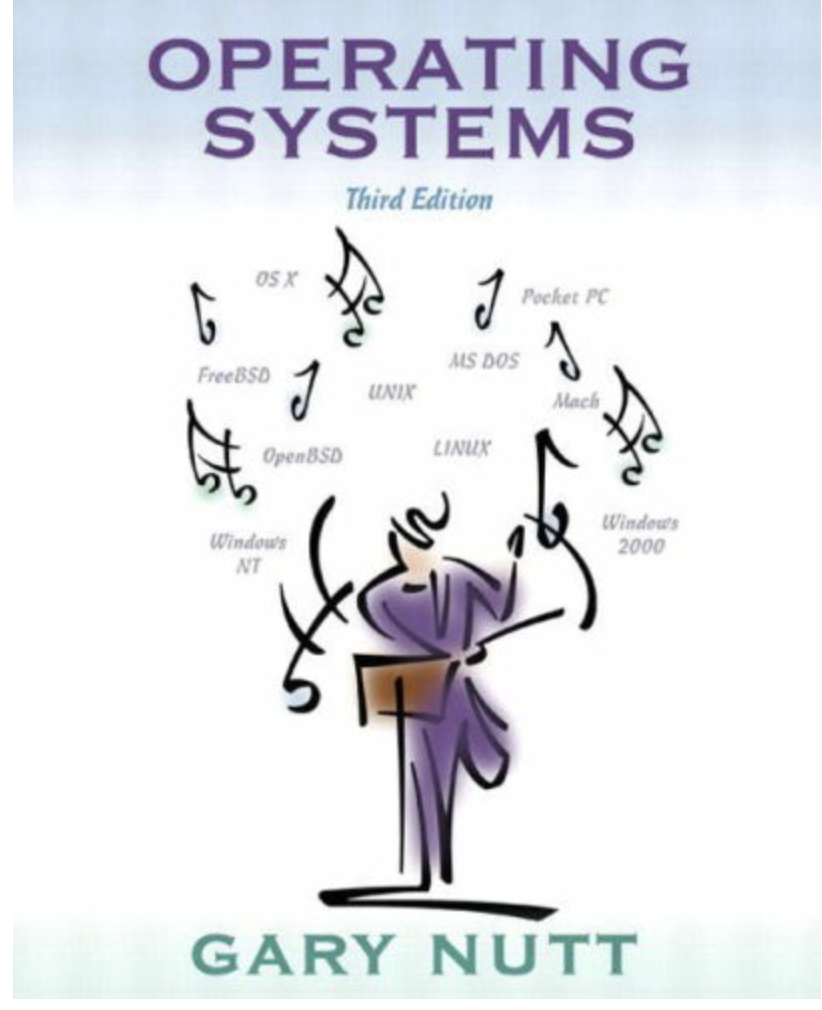 OPERATING
SYSTEMS
Third Edition
OS X
Pocket PC
MS DOS
FreeBSD
UNIX
Mach
OpenBSD
LINUX
Windows
2000
Windows
NT
GARY NUTT